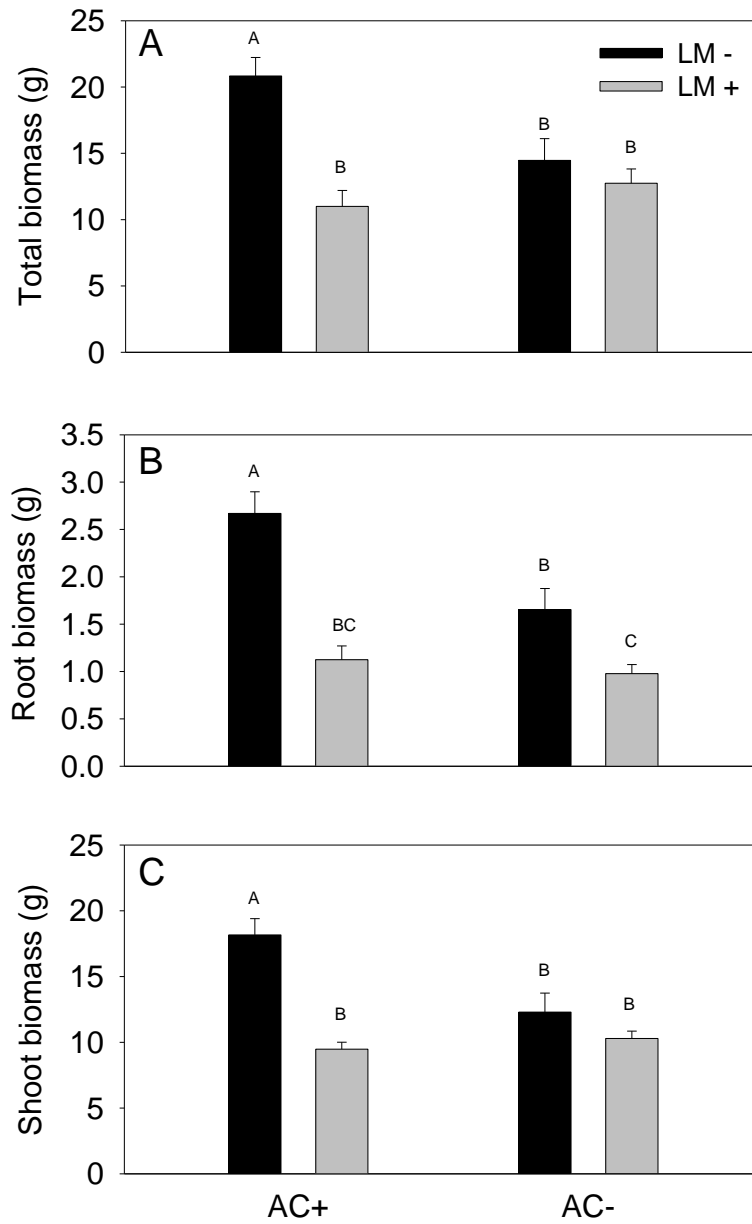 A
LM -
LM +
A
B
B
B
Total biomass (g)
25
20
15
10
5
0
B
A
BC
B
C
Root biomass (g)
3.5
3.0
2.5
2.0
1.5
1.0
0.5
0.0
C
A
B
B
B
Shoot biomass (g)
25
20
15
10
5
0
AC+ AC-